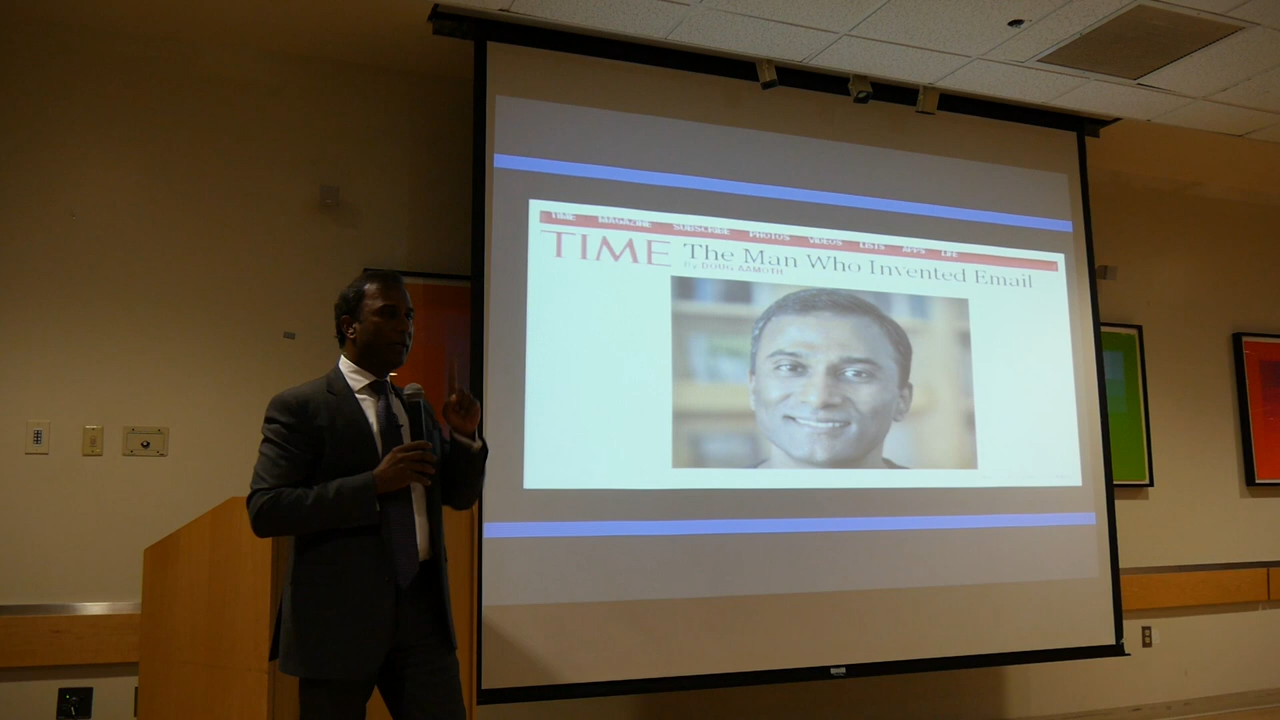 TIME MAGAZINE SUBSCRIBE PHOTOS VIDEOS LISTS APPS LIFE
TIME The Man Who Invented Email
By DOUG AAMOTH